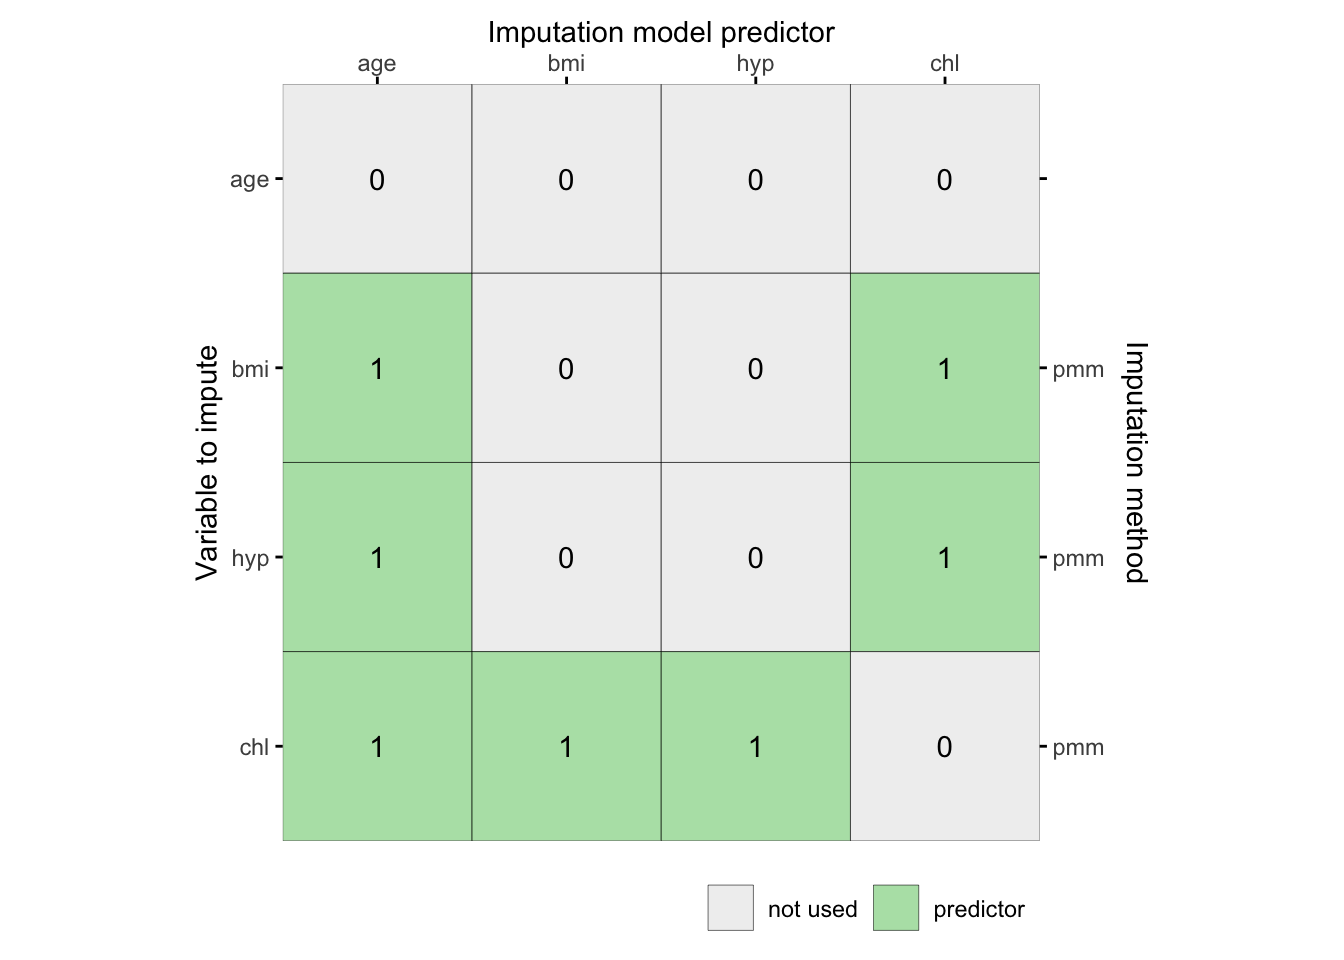 Imputation model predictor
age bmi hyp chl
age 0 0 0 0
bmi 1 0 0 1 pmm
hyp 1 0 0 1 pmm
chl 1 1 1 0 pmm
Variable to impute
Imputation method
not used predictor